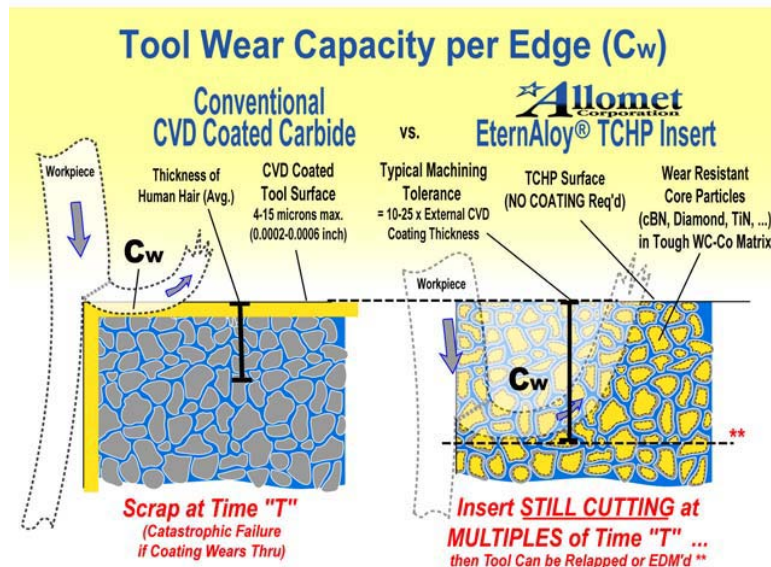 Tool Wear Capacity per Edge (Cw)
Conventional
CVD Coated Carbide
vs.
Allomet
Corporation
EternAloy® TCHP Insert
Workpiece
Thickness of
Human Hair (Avg.)
CVD Coated
Tool Surface
4-15 microns max.
(0.0002-0.0006 inch)
Typical Machining
Tolerance
= 10-25 x External CVD
Coating Thickness
TCHP Surface
(NO COATING Req'd)
Wear Resistant
Core Particles
(cBN, Diamond, TiN, ...)
in Tough WC-Co Matrix
Cw
Workpiece
Cw
**
Scrap at Time "T"
(Catastrophic Failure
if Coating Wears Thru)
Insert STILL CUTTING at
MULTIPLES of Time "T" ...
then Tool Can be Relapped or EDM'd **